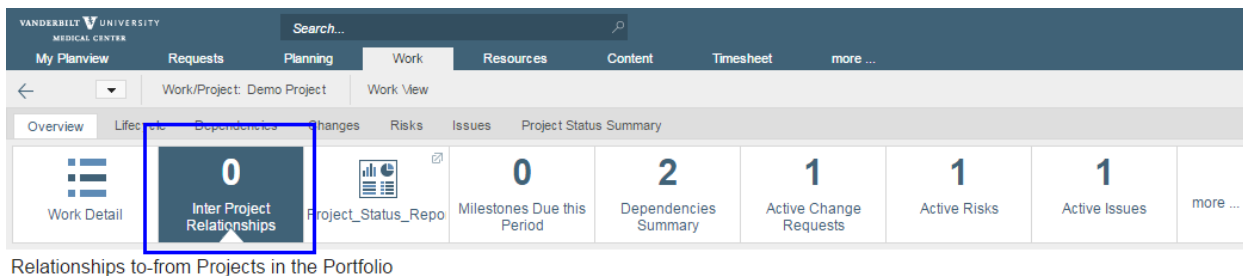 VANDERBILT V UNIVERSITY
MEDICAL CENTER
Search...
My Planview Requests Planning Work Resources Content Timesheet more ...
Work/Project: Demo Project Work View
Overview Lifecycle Dependencies Changes Risks Issues Project Status Summary
0 0 2 1 1 1
Work Detail Inter Project Relationships Project_Status_Repo Milestones Due this Period Dependencies Summary Active Change Requests Active Risks Active Issues more ...
Relationships to-from Projects in the Portfolio